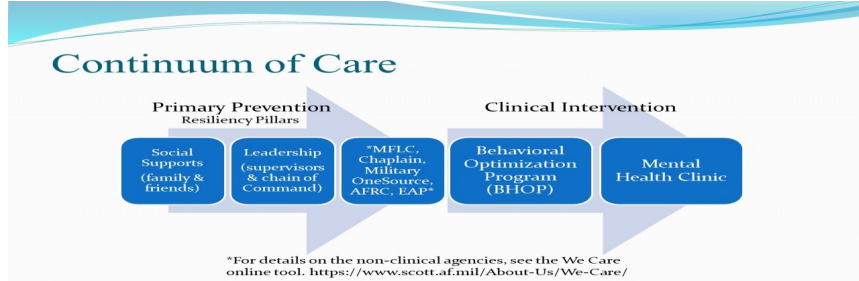 Continuum of Care
Primary Prevention
Resiliency Pillars
Clinical Intervention
Social
Supports
(family &
friends)
Leadership
(supervisors
& chain of
Command)
*MFLC,
Chaplain,
Military
OneSource,
AFRC, EAP*
Behavioral
Optimization
Program
(BHOP)
Mental
Health Clinic
*For details on the non-clinical agencies, see the We Care
online tool. https://www.scott.af.mil/About-Us/We-Care/